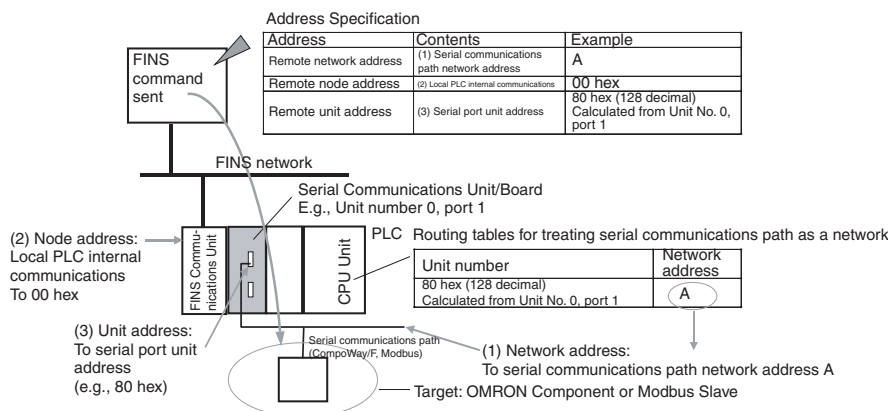 Address Specification
Address Contents Example
Remote network address (1) Serial communications path network address A
Remote node address (2) Local PLC internal communications 00 hex
Remote unit address (3) Serial port unit address 80 hex (128 decimal)
Calculated from Unit No. 0,
port 1
FINS
command
sent
FINS network
Serial Communications Unit/Board
E.g., Unit number 0, port 1
(2) Node address:
Local PLC internal
communications
To 00 hex
FINS Commu-
nications Unit
CPU Unit
PLC
Routing tables for treating serial communications path as a network
Unit number Network address
80 hex (128 decimal)
Calculated from Unit No. 0, port 1 A
(3) Unit address:
To serial port unit
address
(e.g., 80 hex)
Serial communications path
(CompoWay/F, Modbus)
(1) Network address:
To serial communications path network address A
Target: OMRON Component or Modbus Slave